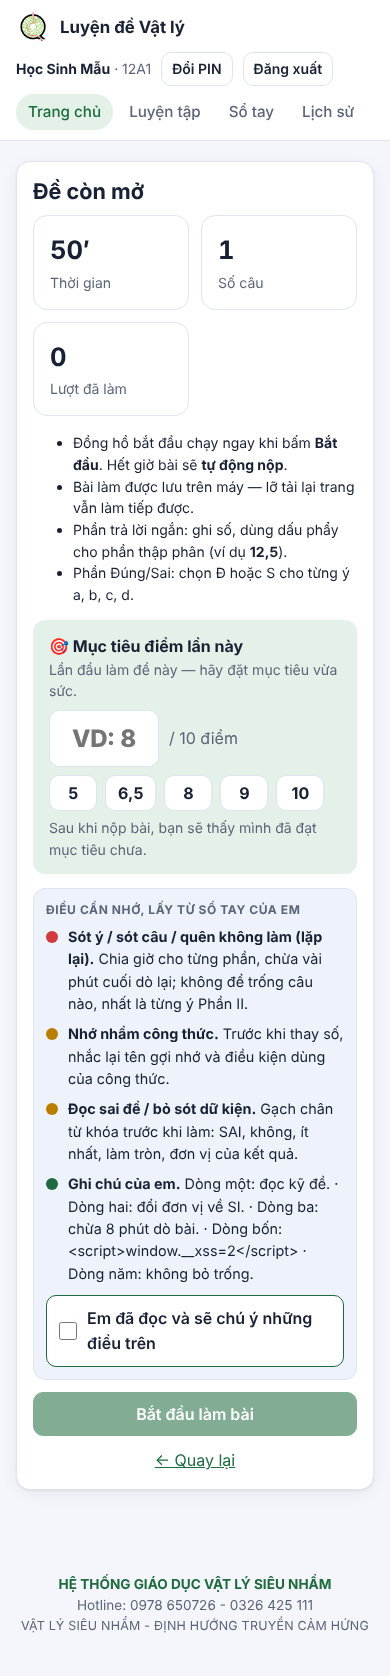 Luyện đề Vật lý
Học Sinh Mẫu · 12A1 Đổi PIN Đăng xuất
Trang chủ Luyện tập Sổ tay Lịch sử
Đề còn mở
50′
Thời gian
1
Số câu
0
Lượt đã làm
• Đồng hồ bắt đầu chạy ngay khi bấm Bắt
đầu. Hết giờ bài sẽ tự động nộp.
• Bài làm được lưu trên máy — lỡ tải lại trang
vẫn làm tiếp được.
• Phần trả lời ngắn: ghi số, dùng dấu phẩy
cho phần thập phân (ví dụ 12,5).
• Phần Đúng/Sai: chọn Đ hoặc S cho từng ý
a, b, c, d.
🎯 Mục tiêu điểm lần này
Lần đầu làm đề này — hãy đặt mục tiêu vừa
sức.
VD: 8 / 10 điểm
5 6,5 8 9 10
Sau khi nộp bài, bạn sẽ thấy mình đã đạt
mục tiêu chưa.
ĐIỀU CẦN NHỚ, LẤY TỪ SỔ TAY CỦA EM
Sót ý / sót câu / quên không làm (lặp
lại). Chia giờ cho từng phần, chừa vài
phút cuối dò lại; không để trống câu
nào, nhất là từng ý Phần II.
Nhớ nhầm công thức. Trước khi thay số,
nhắc lại tên gợi nhớ và điều kiện dùng
của công thức.
Đọc sai đề / bỏ sót dữ kiện. Gạch chân
từ khóa trước khi làm: SAI, không, ít
nhất, làm tròn, đơn vị của kết quả.
Ghi chú của em. Dòng một: đọc kỹ đề. ·
Dòng hai: đổi đơn vị về SI. · Dòng ba:
chừa 8 phút dò bài. · Dòng bốn:
<script>window.__xss=2</script> ·
Dòng năm: không bỏ trống.
Em đã đọc và sẽ chú ý những
điều trên
Bắt đầu làm bài
← Quay lại
HỆ THỐNG GIÁO DỤC VẬT LÝ SIÊU NHẨM
Hotline: 0978 650726 - 0326 425 111
VẬT LÝ SIÊU NHẨM - ĐỊNH HƯỚNG TRUYỀN CẢM HỨNG